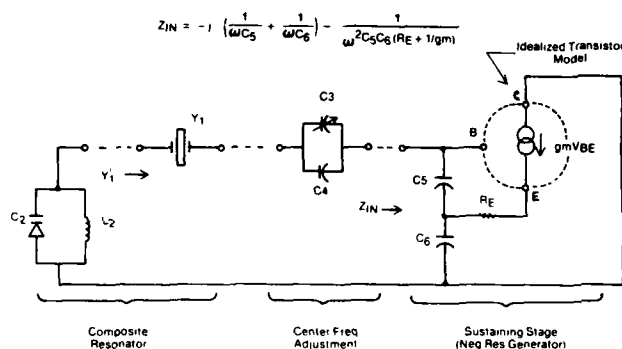 ZIN = -j (1/ωC5 + 1/ωC6) - 1/ω²C5C6(RE + 1/gm)
Idealized Transistor
Model
C
C3
Y1
B
gmVBE
C4
C5
E
Y'1
ZIN
RE
C2
L2
C6
Composite
Resonator
Center Freq
Adjustment
Sustaining Stage
(Neg Res Generator)